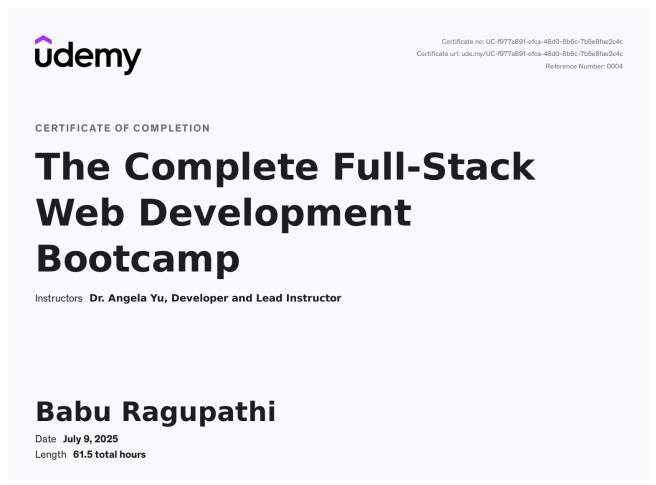 udemy
Certificate no: UC-f977a891-efca-48d0-8b6c-7b5e8fae2c4c
Certificate url: ude.my/UC-f977a891-efca-48d0-8b6c-7b5e8fae2c4c
Reference Number: 0004
CERTIFICATE OF COMPLETION
The Complete Full-Stack
Web Development
Bootcamp
Instructors Dr. Angela Yu, Developer and Lead Instructor
Babu Ragupathi
Date July 9, 2025
Length 61.5 total hours